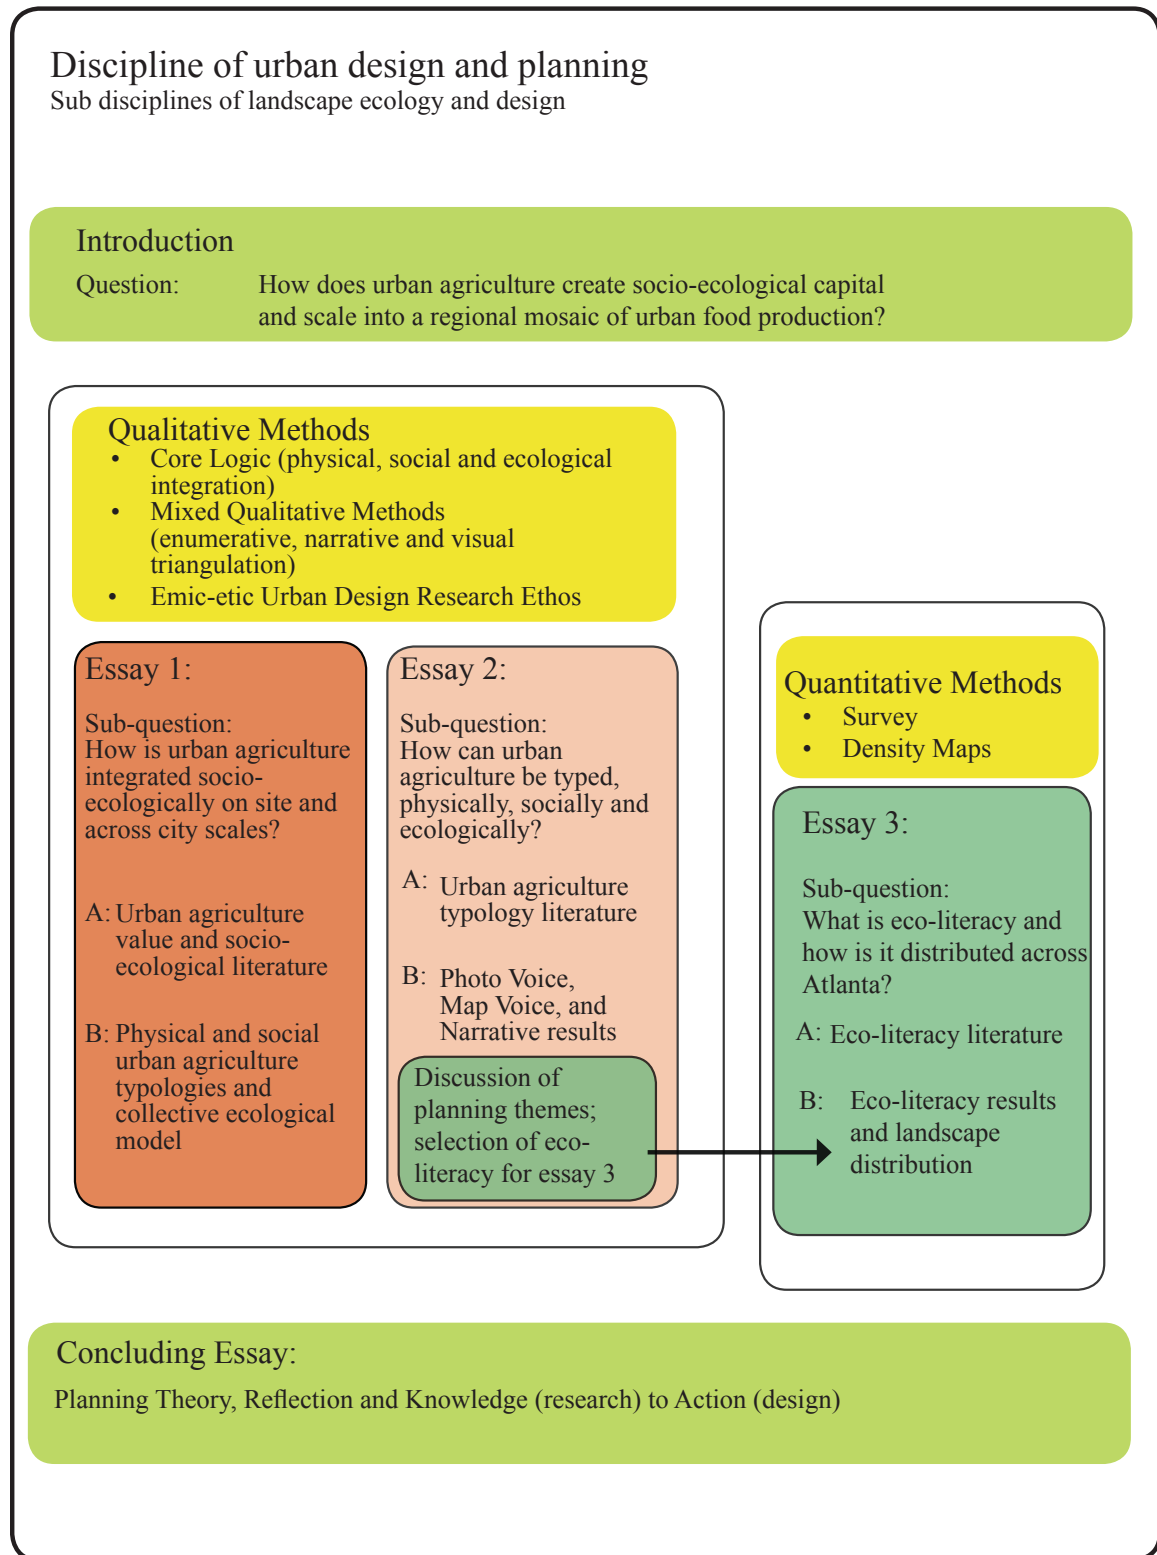 Discipline of urban design and planning
Sub disciplines of landscape ecology and design
Introduction
Question: How does urban agriculture create socio-ecological capital
and scale into a regional mosaic of urban food production?
Qualitative Methods
• Core Logic (physical, social and ecological
integration)
• Mixed Qualitative Methods
(enumerative, narrative and visual
triangulation)
• Emic-etic Urban Design Research Ethos
Essay 1:
Sub-question:
How is urban agriculture
integrated socio-
ecologically on site and
across city scales?
A: Urban agriculture
value and socio-
ecological literature
B: Physical and social
urban agriculture
typologies and
collective ecological
model
Essay 2:
Sub-question:
How can urban
agriculture be typed,
physically, socially and
ecologically?
A: Urban agriculture
typology literature
B: Photo Voice,
Map Voice, and
Narrative results
Discussion of
planning themes;
selection of eco-
literacy for essay 3
Quantitative Methods
• Survey
• Density Maps
Essay 3:
Sub-question:
What is eco-literacy and
how is it distributed across
Atlanta?
A: Eco-literacy literature
B: Eco-literacy results
and landscape
distribution
Concluding Essay:
Planning Theory, Reflection and Knowledge (research) to Action (design)